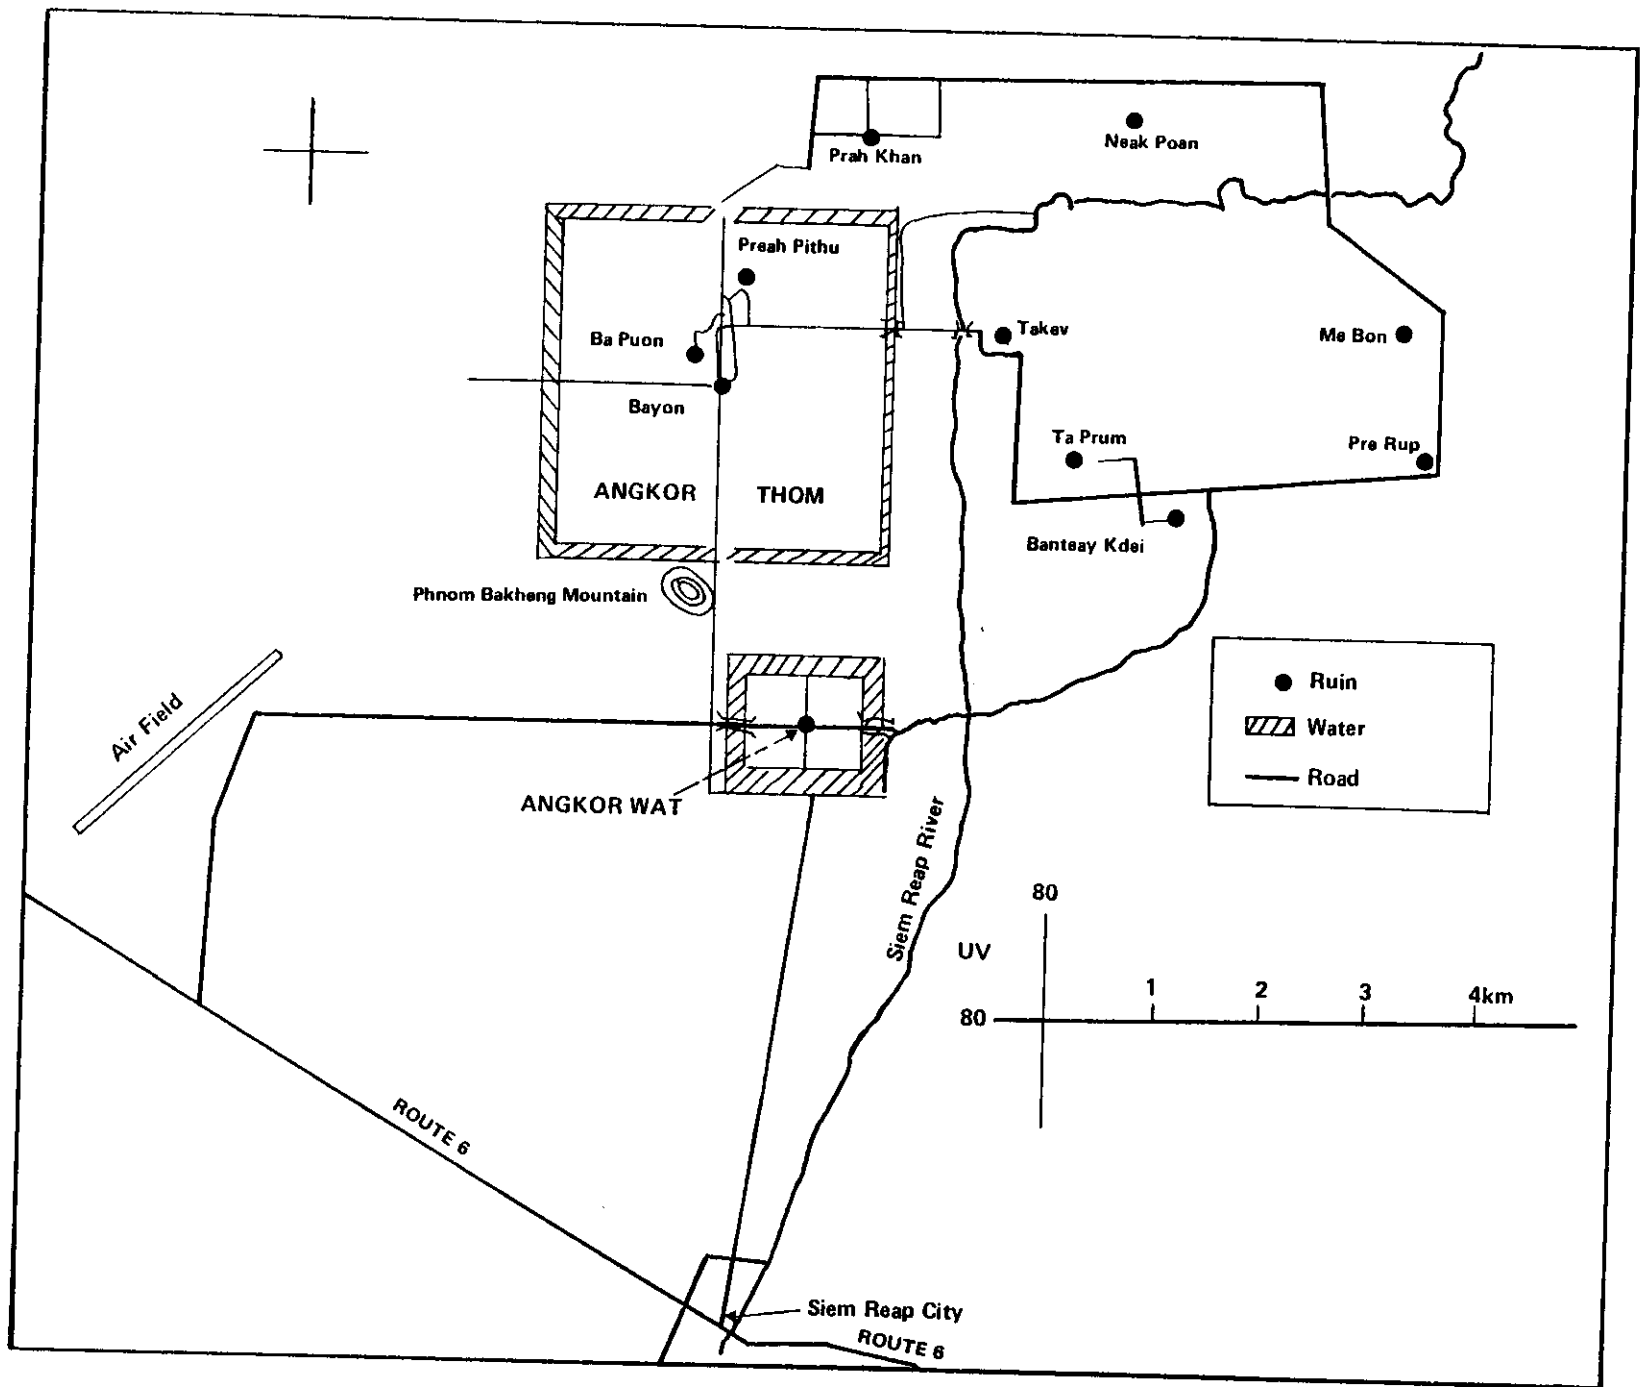 Prah Khan
Neak Poan
Preah Pithu
Ba Puon
Takev
Me Bon
Bayon
Ta Prum
Pre Rup
ANGKOR THOM
Banteay Kdei
Phnom Bakheng Mountain
Air Field
Ruin
Water
Road
ANGKOR WAT
Siem Reap River
80
UV
1 2 3 4km
80
ROUTE 6
Siem Reap City
ROUTE 6